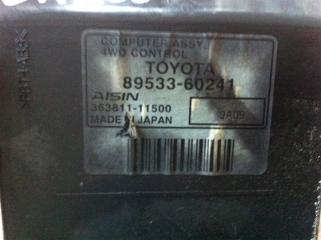 COMPUTER ASSY,
4WD CONTROL
TOYOTA
89533-60241
AISIN
363811-11500
MADE IN JAPAN
9A09